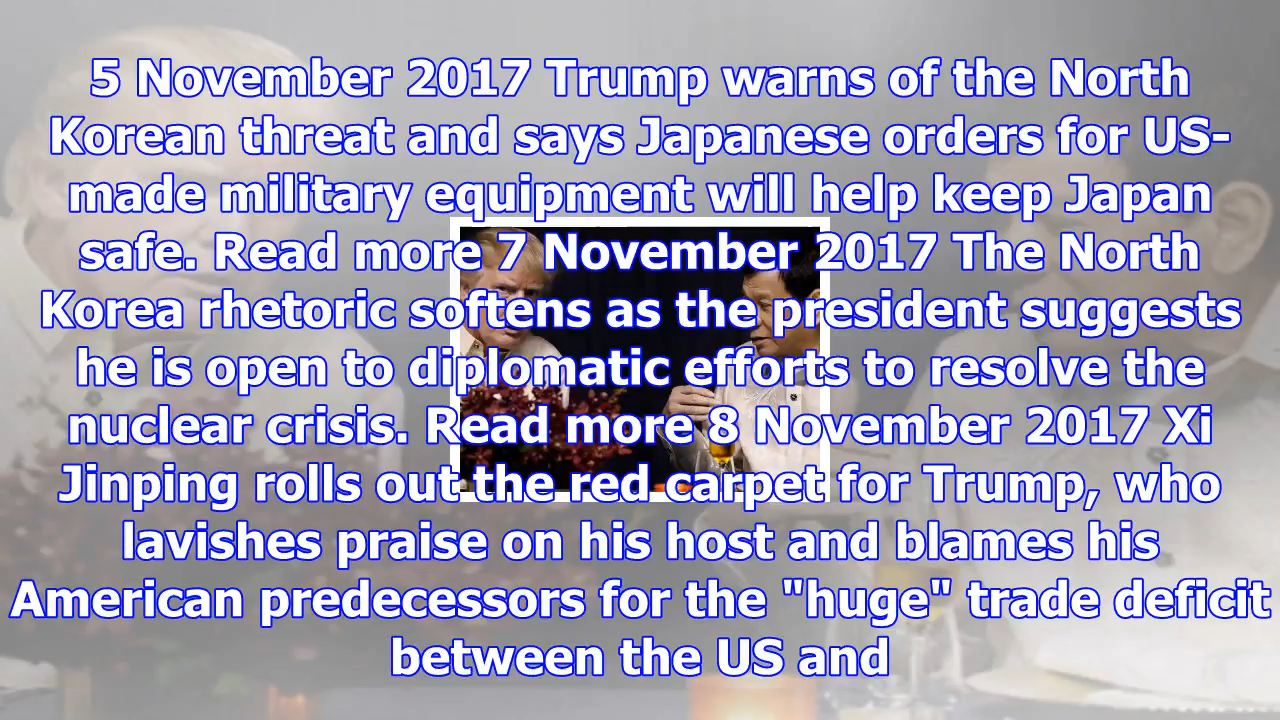 5 November 2017 Trump warns of the North
Korean threat and says Japanese orders for US-
made military equipment will help keep Japan
safe. Read more 7 November 2017 The North
Korea rhetoric softens as the president suggests
he is open to diplomatic efforts to resolve the
nuclear crisis. Read more 8 November 2017 Xi
Jinping rolls out the red carpet for Trump, who
lavishes praise on his host and blames his
American predecessors for the "huge" trade deficit
between the US and